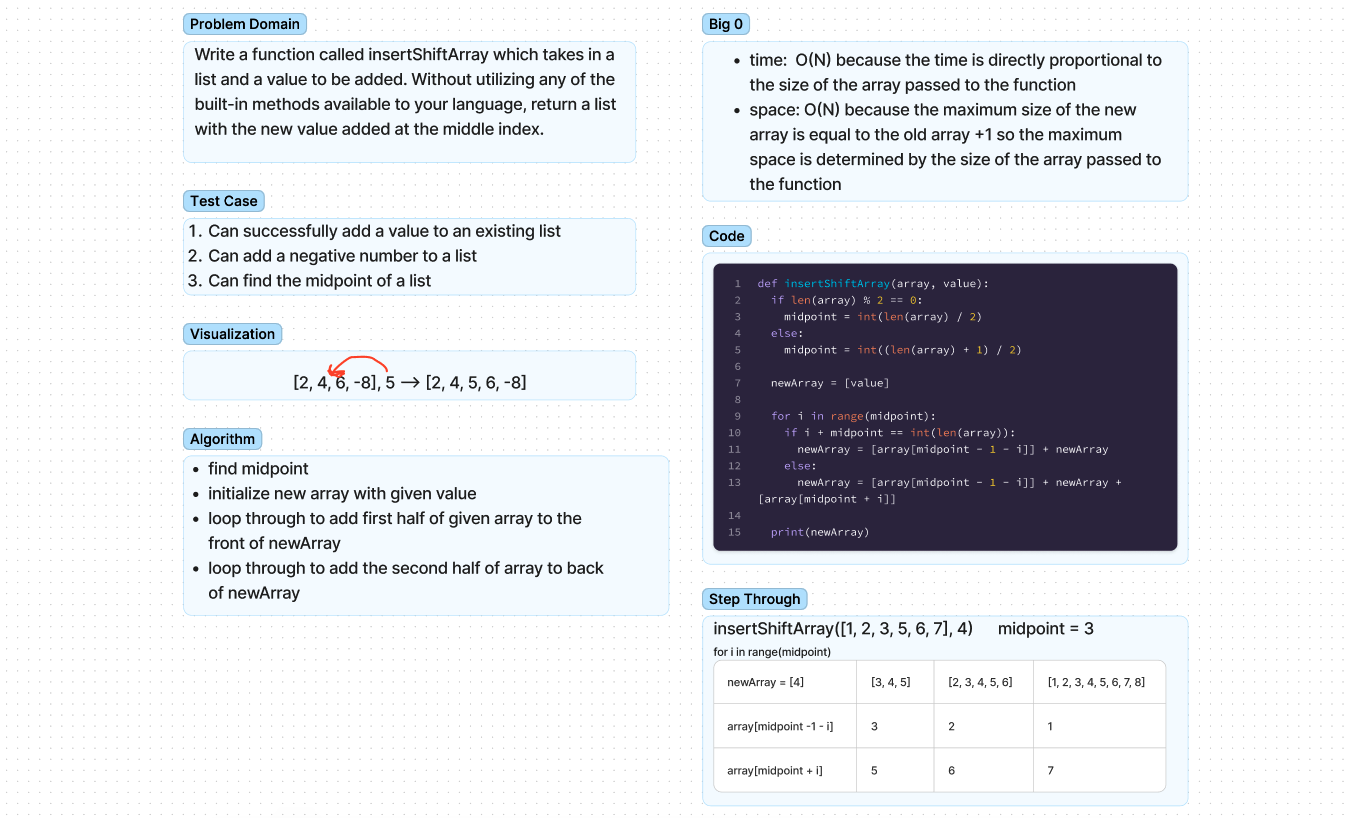 Problem Domain
Write a function called insertShiftArray which takes in a
list and a value to be added. Without utilizing any of the
built-in methods available to your language, return a list
with the new value added at the middle index.
Test Case
1. Can successfully add a value to an existing list
2. Can add a negative number to a list
3. Can find the midpoint of a list
Visualization
[2, 4, 6, -8], 5 → [2, 4, 5, 6, -8]
Algorithm
• find midpoint
• initialize new array with given value
• loop through to add first half of given array to the
front of newArray
• loop through to add the second half of array to back
of newArray
Big 0
• time:  O(N) because the time is directly proportional to
the size of the array passed to the function
• space: O(N) because the maximum size of the new
array is equal to the old array +1 so the maximum
space is determined by the size of the array passed to
the function
Code
1 def insertShiftArray(array, value):
2   if len(array) % 2 == 0:
3     midpoint = int(len(array) / 2)
4   else:
5     midpoint = int((len(array) + 1) / 2)
6
7   newArray = [value]
8
9   for i in range(midpoint):
10     if i + midpoint == int(len(array)):
11       newArray = [array[midpoint - 1 - i]] + newArray
12     else:
13       newArray = [array[midpoint - 1 - i]] + newArray +
[array[midpoint + i]]
14
15   print(newArray)
Step Through
insertShiftArray([1, 2, 3, 5, 6, 7], 4)     midpoint = 3
for i in range(midpoint)
newArray = [4] [3, 4, 5] [2, 3, 4, 5, 6] [1, 2, 3, 4, 5, 6, 7, 8]
array[midpoint -1 - i] 3 2 1
array[midpoint + i] 5 6 7